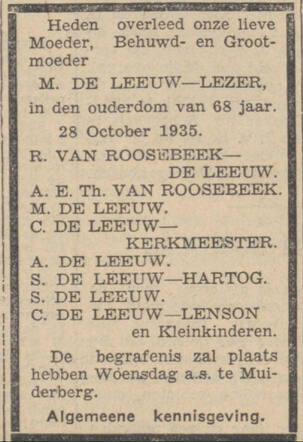 Heden overleed onze lieve
Moeder, Behuwd- en Groot-
moeder
M. DE LEEUW—LEZER,
in den ouderdom van 68 jaar.
28 October 1935.
R. VAN ROOSEBEEK—
DE LEEUW.
A. E. Th. VAN ROOSEBEEK.
M. DE LEEUW.
C. DE LEEUW—
KERKMEESTER.
A. DE LEEUW.
S. DE LEEUW—HARTOG.
S. DE LEEUW.
C. DE LEEUW—LENSON
en Kleinkinderen.
De begrafenis zal plaats
hebben Woensdag a.s. te Mui-
derberg.
Algemeene kennisgeving.